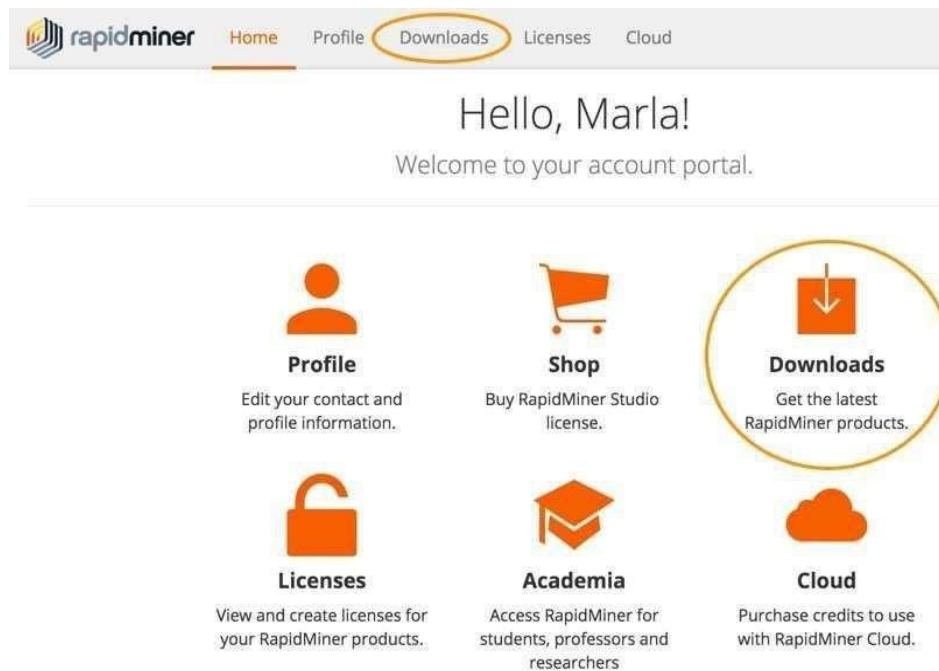 rapidminer Home Profile Downloads Licenses Cloud
Hello, Marla!
Welcome to your account portal.
Profile
Edit your contact and
profile information.
Shop
Buy RapidMiner Studio
license.
Downloads
Get the latest
RapidMiner products.
Licenses
View and create licenses for
your RapidMiner products.
Academia
Access RapidMiner for
students, professors and
researchers
Cloud
Purchase credits to use
with RapidMiner Cloud.